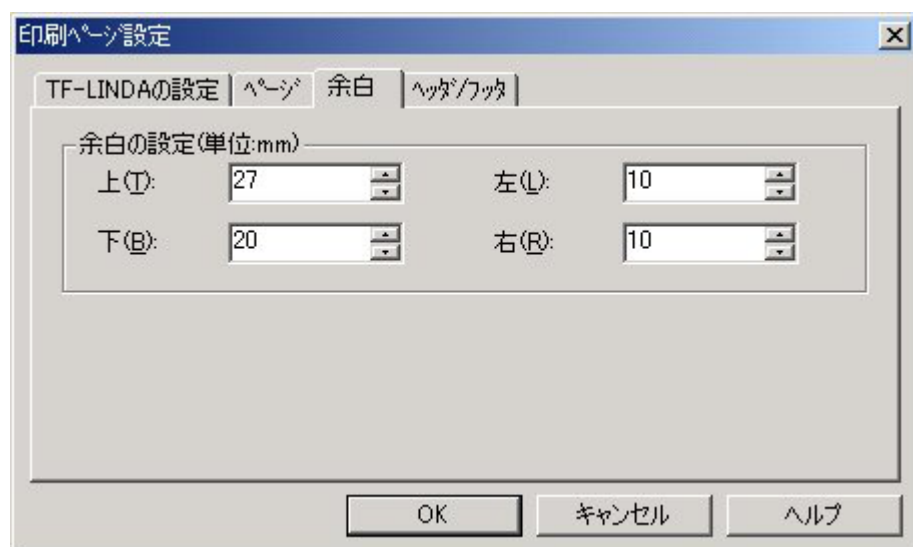 印刷ﾍﾟｰｼﾞ設定
TF-LINDAの設定 ﾍﾟｰｼﾞ 余白 ﾍｯﾀﾞ/ﾌｯﾀ
余白の設定(単位:mm)
上(T): 27 左(L): 10
下(B): 20 右(R): 10
OK キャンセル ヘルプ